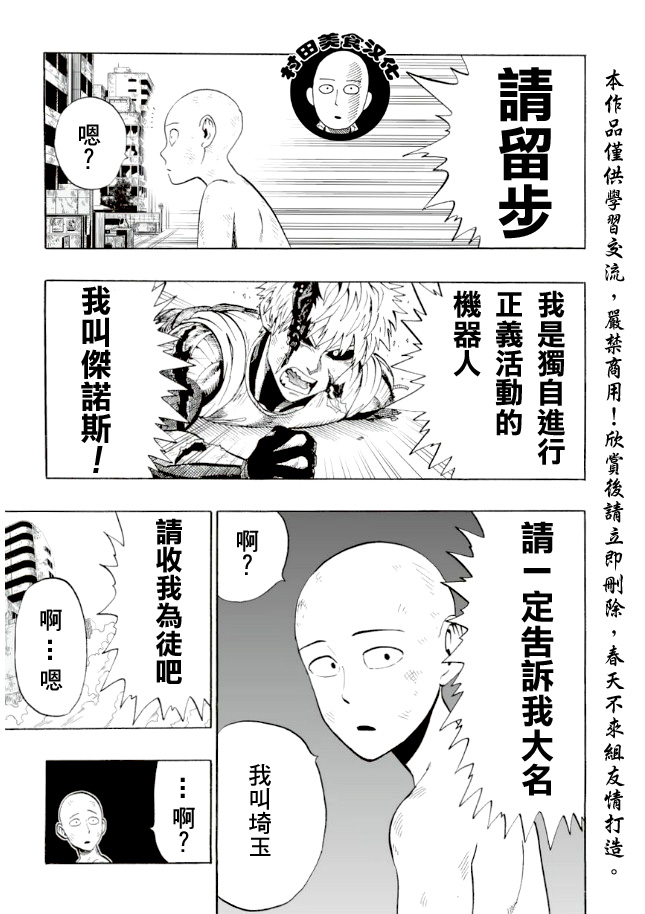 村田美食汉化
請留步
嗯?
我是獨自進行
正義活動的
機器人
我叫傑諾斯!
請一定告訴我大名
啊?
我叫埼玉
請收我為徒吧
啊…嗯
…啊?
本作品僅供學習交流，嚴禁商用！欣賞後請立即刪除，春天不來組友情打造。